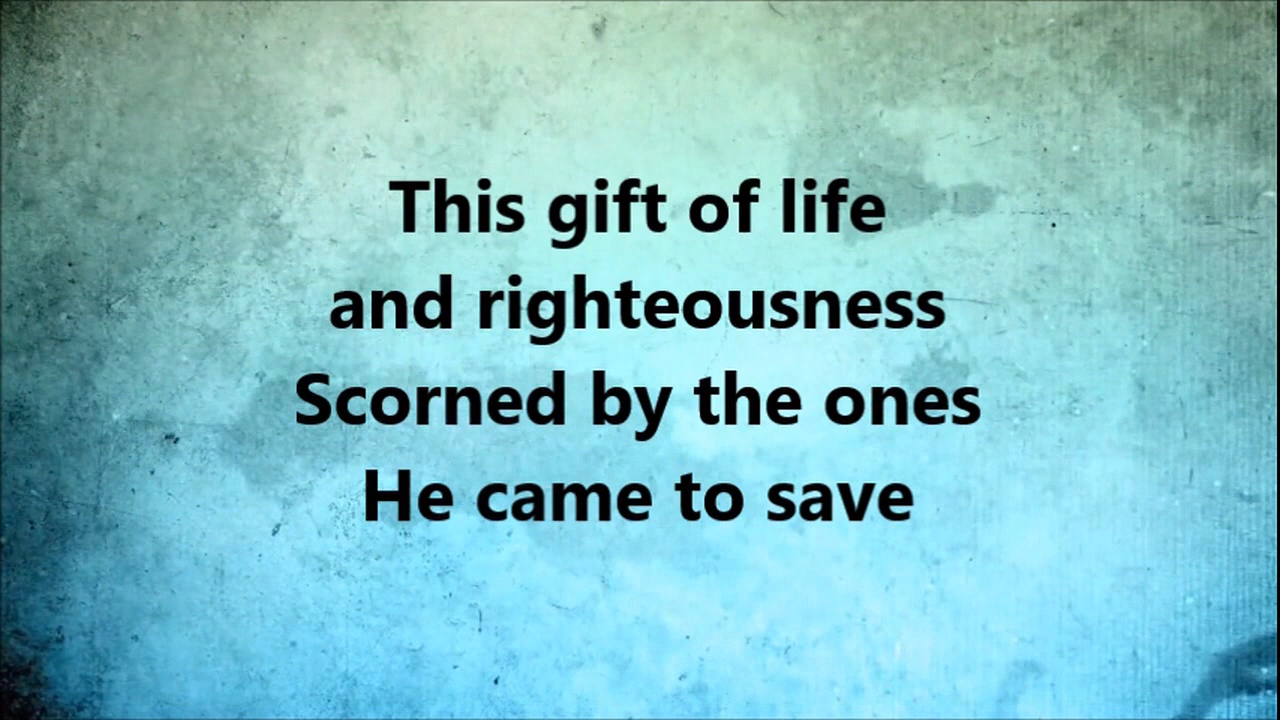 This gift of life
and righteousness
Scorned by the ones
He came to save